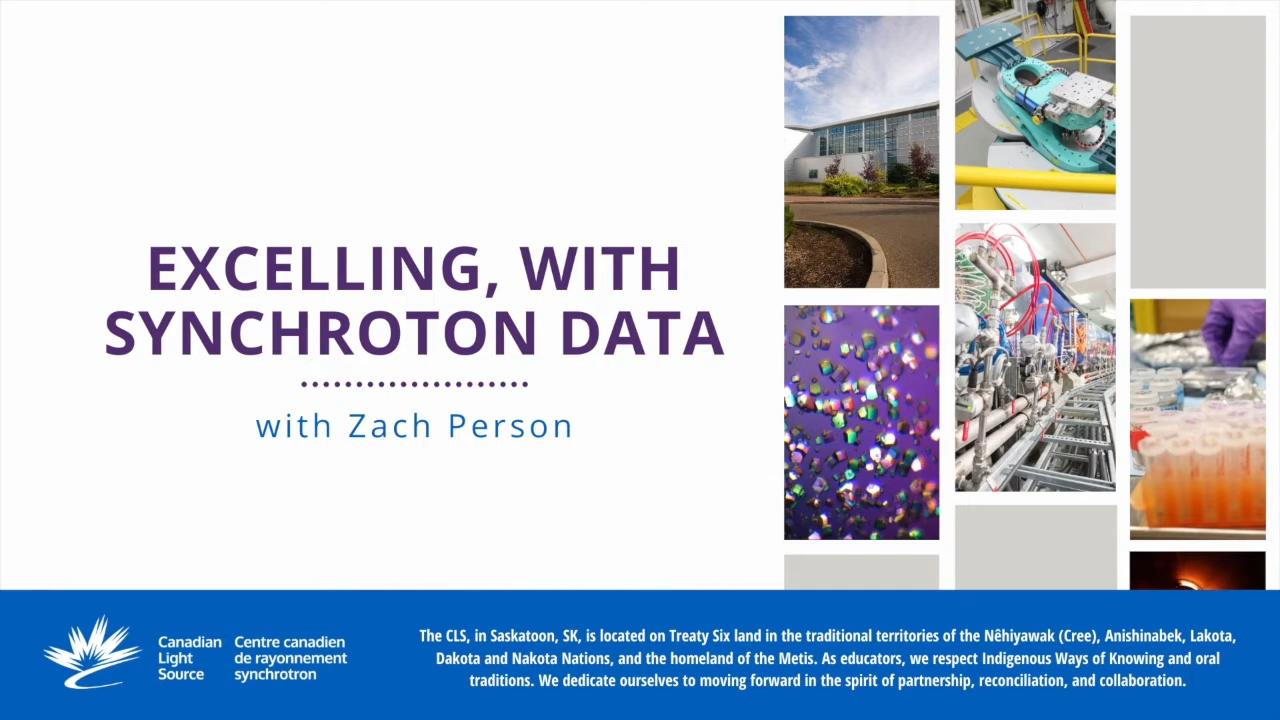 EXCELLING, WITH
SYNCHROTON DATA
with Zach Person
Canadian
Light
Source
Centre canadien
de rayonnement
synchrotron
The CLS, in Saskatoon, SK, is located on Treaty Six land in the traditional territories of the Nêhiyawak (Cree), Anishinabek, Lakota,
Dakota and Nakota Nations, and the homeland of the Metis. As educators, we respect Indigenous Ways of Knowing and oral
traditions. We dedicate ourselves to moving forward in the spirit of partnership, reconciliation, and collaboration.